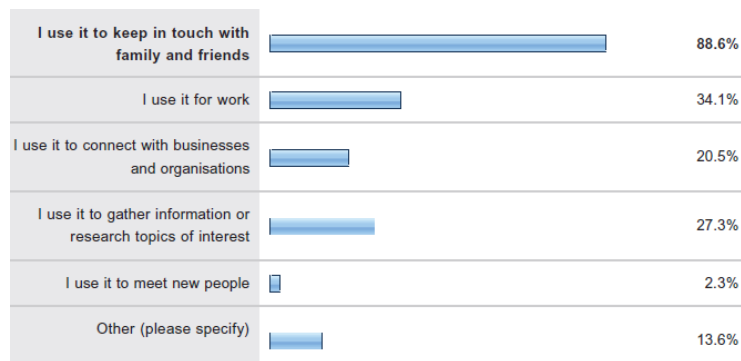 I use it to keep in touch with
family and friends
88.6%
I use it for work
34.1%
I use it to connect with businesses
and organisations
20.5%
I use it to gather information or
research topics of interest
27.3%
I use it to meet new people
2.3%
Other (please specify)
13.6%